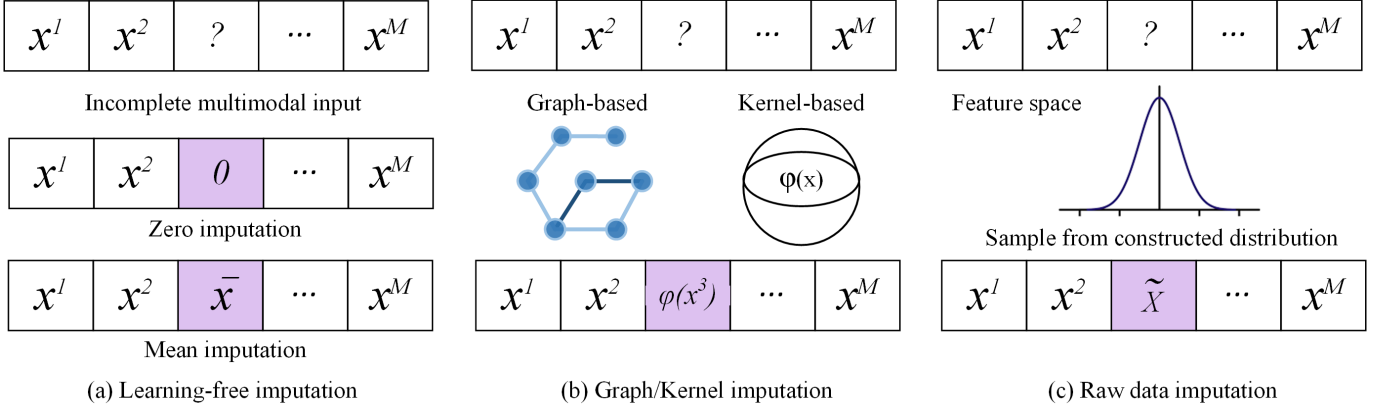 x¹ x² ? ... xᴹ
Incomplete multimodal input
x¹ x² 0 ... xᴹ
Zero imputation
x¹ x² x̄ ... xᴹ
Mean imputation
(a) Learning-free imputation
x¹ x² ? ... xᴹ
Graph-based
Kernel-based
φ(x)
x¹ x² φ(x³) ... xᴹ
(b) Graph/Kernel imputation
x¹ x² ? ... xᴹ
Feature space
Sample from constructed distribution
x¹ x² X̃ ... xᴹ
(c) Raw data imputation